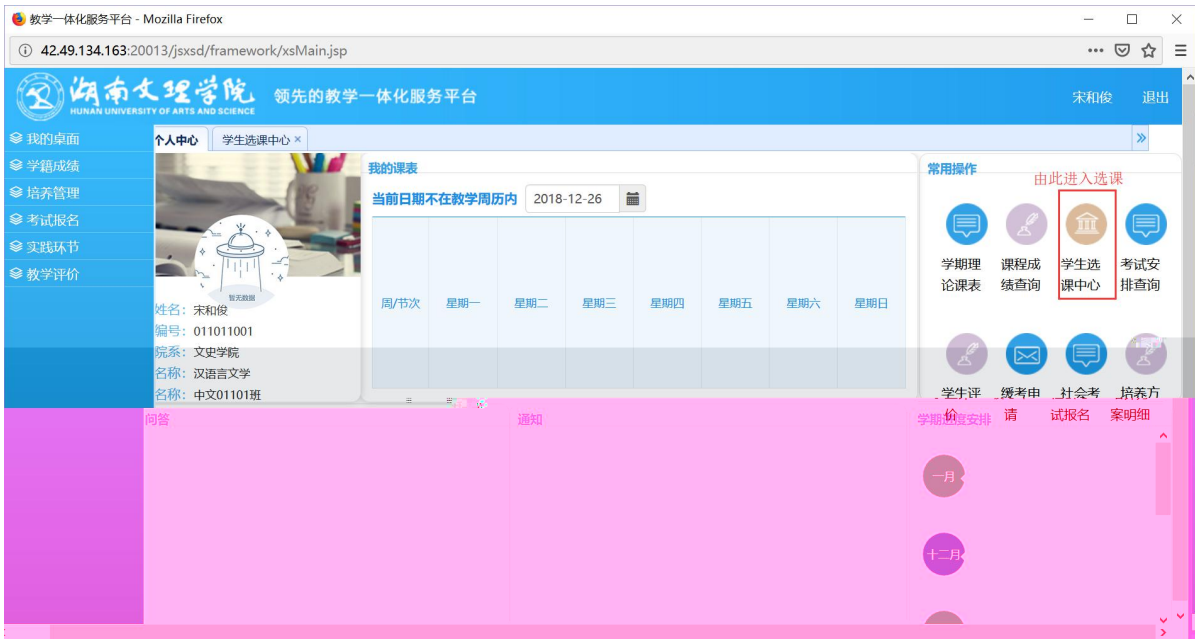 教学一体化服务平台 - Mozilla Firefox
42.49.134.163:20013/jsxsd/framework/xsMain.jsp
湖南文理学院
HUNAN UNIVERSITY OF ARTS AND SCIENCE
领先的教学一体化服务平台
宋和俊 退出
我的桌面
学籍成绩
培养管理
考试报名
实践环节
教学评价
个人中心 学生选课中心 ×
暂无数据
姓名: 宋和俊
编号: 011011001
院系: 文史学院
名称: 汉语言文学
名称: 中文01101班
我的课表
当前日期不在教学周历内 2018-12-26
周/节次 星期一 星期二 星期三 星期四 星期五 星期六 星期日
常用操作
由此进入选课
学期理
论课表
课程成
绩查询
学生选
课中心
考试安
排查询
学生评
价
缓考申
请
社会考
试报名
培养方
案明细
问答
通知
学期进度安排
一月
十二月